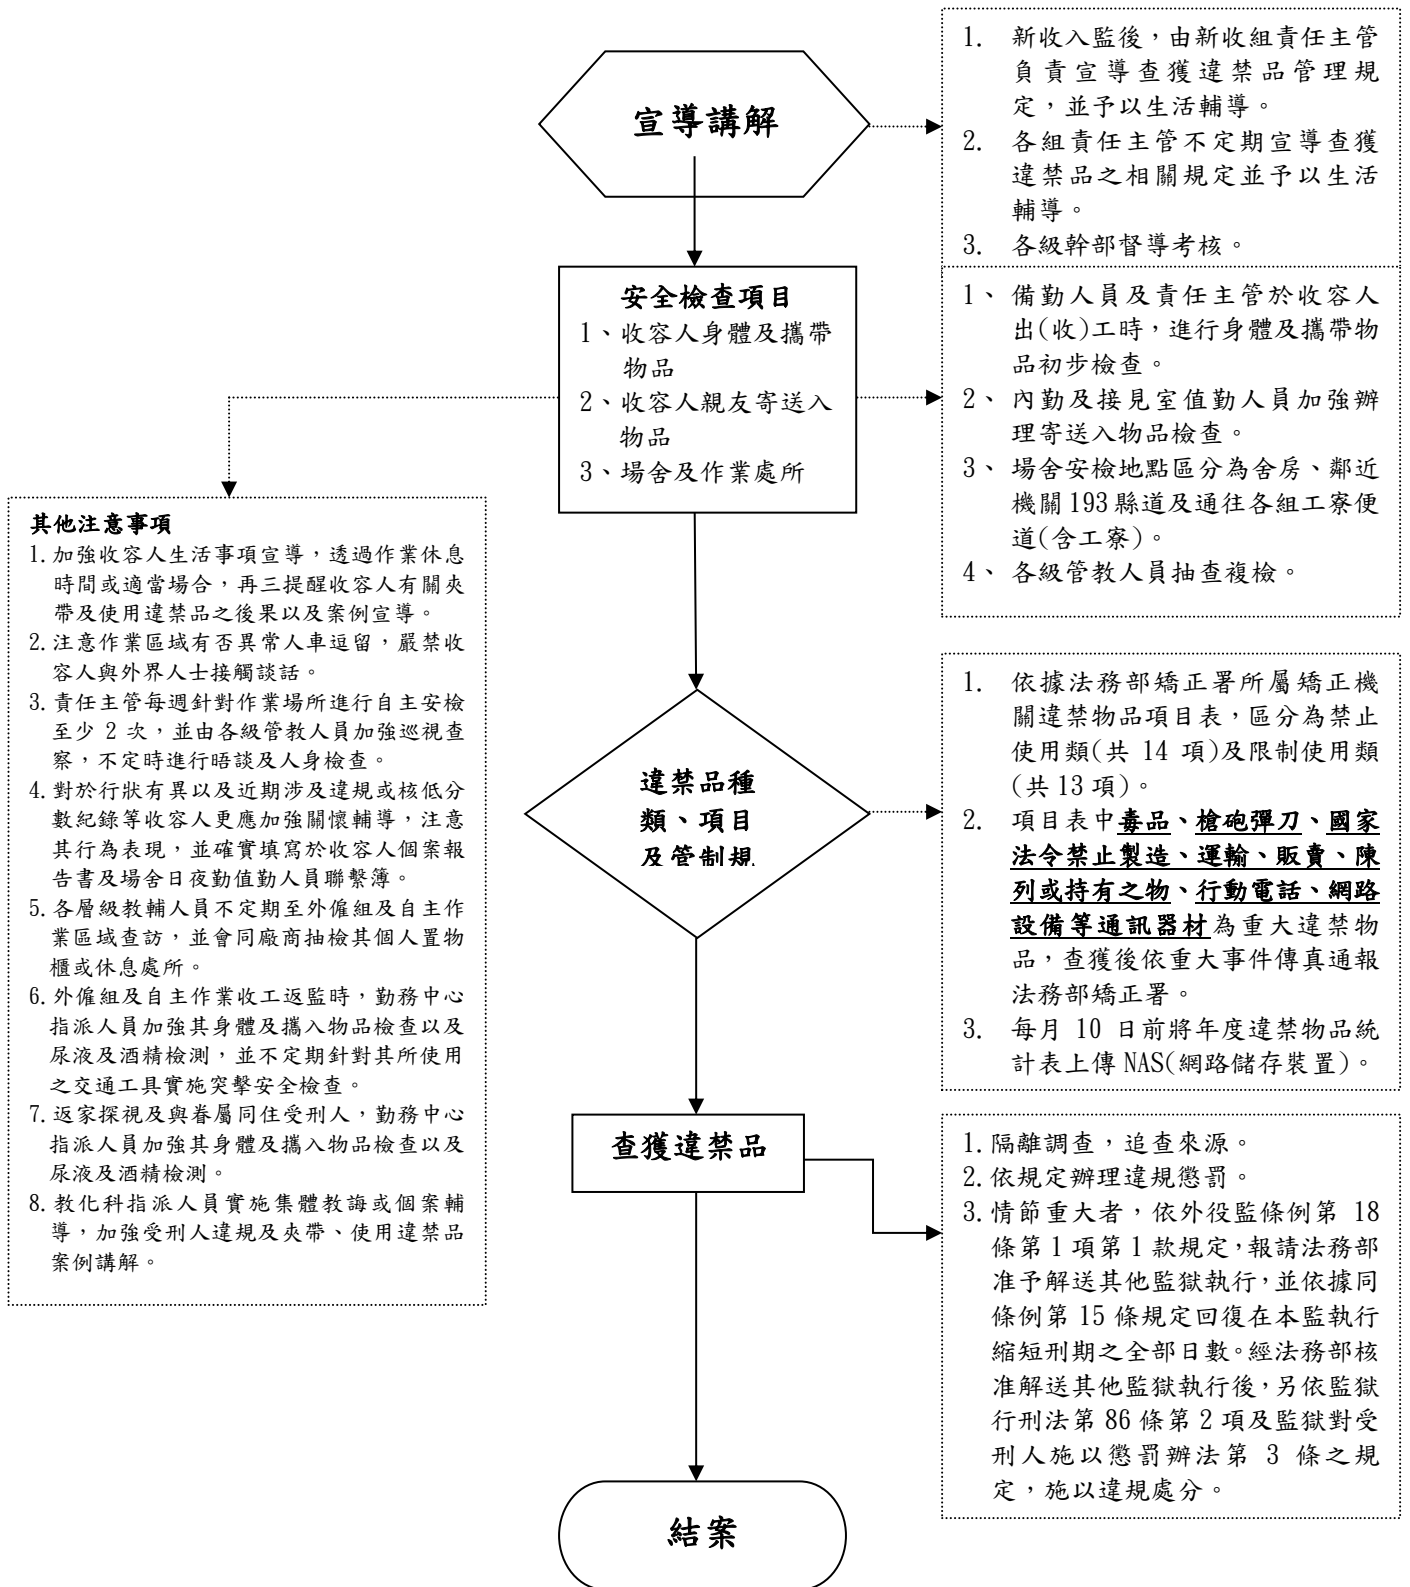 宣導講解
1. 新收入監後，由新收組責任主管
負責宣導查獲違禁品管理規
定，並予以生活輔導。
2. 各組責任主管不定期宣導查獲
違禁品之相關規定並予以生活
輔導。
3. 各級幹部督導考核。
安全檢查項目
1、收容人身體及攜帶
物品
2、收容人親友寄送入
物品
3、場舍及作業處所
1、 備勤人員及責任主管於收容人
出(收)工時，進行身體及攜帶物
品初步檢查。
2、 內勤及接見室值勤人員加強辦
理寄送入物品檢查。
3、 場舍安檢地點區分為舍房、鄰近
機關193縣道及通往各組工寮便
道(含工寮)。
4、 各級管教人員抽查複檢。
其他注意事項
1.加強收容人生活事項宣導，透過作業休息
時間或適當場合，再三提醒收容人有關夾
帶及使用違禁品之後果以及案例宣導。
2.注意作業區域有否異常人車逗留，嚴禁收
容人與外界人士接觸談話。
3.責任主管每週針對作業場所進行自主安檢
至少 2 次，並由各級管教人員加強巡視查
察，不定時進行晤談及人身檢查。
4.對於行狀有異以及近期涉及違規或核低分
數紀錄等收容人更應加強關懷輔導，注意
其行為表現，並確實填寫於收容人個案報
告書及場舍日夜勤值勤人員聯繫簿。
5.各層級教輔人員不定期至外僱組及自主作
業區域查訪，並會同廠商抽檢其個人置物
櫃或休息處所。
6.外僱組及自主作業收工返監時，勤務中心
指派人員加強其身體及攜入物品檢查以及
尿液及酒精檢測，並不定期針對其所使用
之交通工具實施突擊安全檢查。
7.返家探視及與眷屬同住受刑人，勤務中心
指派人員加強其身體及攜入物品檢查以及
尿液及酒精檢測。
8.教化科指派人員實施集體教誨或個案輔
導，加強受刑人違規及夾帶、使用違禁品
案例講解。
違禁品種
類、項目
及管制規
1. 依據法務部矯正署所屬矯正機
關違禁物品項目表，區分為禁止
使用類(共 14 項)及限制使用類
(共13項)。
2. 項目表中毒品、槍砲彈刀、國家
法令禁止製造、運輸、販賣、陳
列或持有之物、行動電話、網路
設備等通訊器材為重大違禁物
品，查獲後依重大事件傳真通報
法務部矯正署。
3. 每月 10 日前將年度違禁物品統
計表上傳 NAS(網路儲存裝置)。
查獲違禁品
1.隔離調查，追查來源。
2.依規定辦理違規懲罰。
3.情節重大者，依外役監條例第 18
條第1項第1款規定，報請法務部
准予解送其他監獄執行，並依據同
條例第 15 條規定回復在本監執行
縮短刑期之全部日數。經法務部核
准解送其他監獄執行後，另依監獄
行刑法第 86 條第 2 項及監獄對受
刑人施以懲罰辦法第 3 條之規
定，施以違規處分。
結案